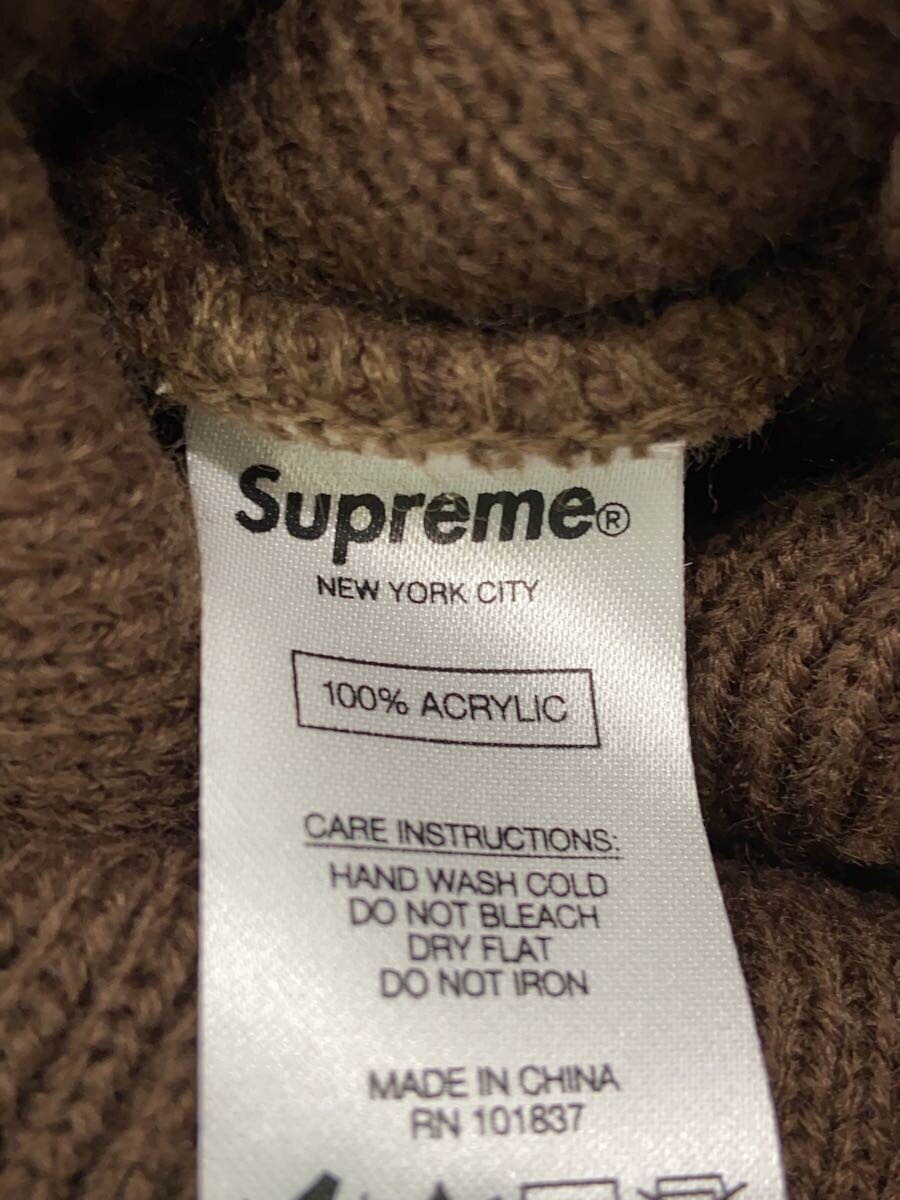 Supreme®
NEW YORK CITY
100% ACRYLIC
CARE INSTRUCTIONS:
HAND WASH COLD
DO NOT BLEACH
DRY FLAT
DO NOT IRON
MADE IN CHINA
RN 101837